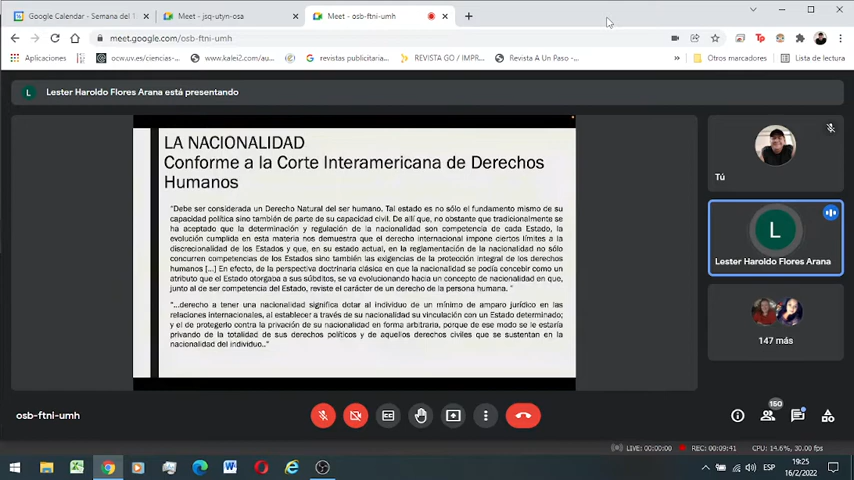 Google Calendar - Semana del 1
Meet - jsq-utyn-osa
Meet - osb-ftni-umh
meet.google.com/osb-ftni-umh
Aplicaciones
ocw.uv.es/ciencias-...
www.kalei2.com/au...
revistas publicitaria...
REVISTA GO / IMPR...
Revista A Un Paso -...
Otros marcadores
Lista de lectura
L
Lester Haroldo Flores Arana está presentando
LA NACIONALIDAD
Conforme a la Corte Interamericana de Derechos
Humanos
"Debe ser considerada un Derecho Natural del ser humano. Tal estado es no sólo el fundamento mismo de su
capacidad política sino también de parte de su capacidad civil. De allí que, no obstante que tradicionalmente se
ha aceptado que la determinación y regulación de la nacionalidad son competencia de cada Estado, la
evolución cumplida en esta materia nos demuestra que el derecho internacional impone ciertos límites a la
discrecionalidad de los Estados y que, en su estado actual, en la reglamentación de la nacionalidad no sólo
concurren competencias de los Estados sino también las exigencias de la protección integral de los derechos
humanos [...] En efecto, de la perspectiva doctrinaria clásica en que la nacionalidad se podía concebir como un
atributo que el Estado otorgaba a sus súbditos, se va evolucionando hacia un concepto de nacionalidad en que,
junto al de ser competencia del Estado, reviste el carácter de un derecho de la persona humana. "
"...derecho a tener una nacionalidad significa dotar al individuo de un mínimo de amparo jurídico en las
relaciones internacionales, al establecer a través de su nacionalidad su vinculación con un Estado determinado;
y el de protegerlo contra la privación de su nacionalidad en forma arbitraria, porque de ese modo se le estaría
privando de la totalidad de sus derechos políticos y de aquellos derechos civiles que se sustentan en la
nacionalidad del individuo.."
Tú
L
Lester Haroldo Flores Arana
147 más
osb-ftni-umh
150
LIVE: 00:00:00
REC: 00:09:41
CPU: 14.6%, 30.00 fps
ESP
19:25
16/2/2022